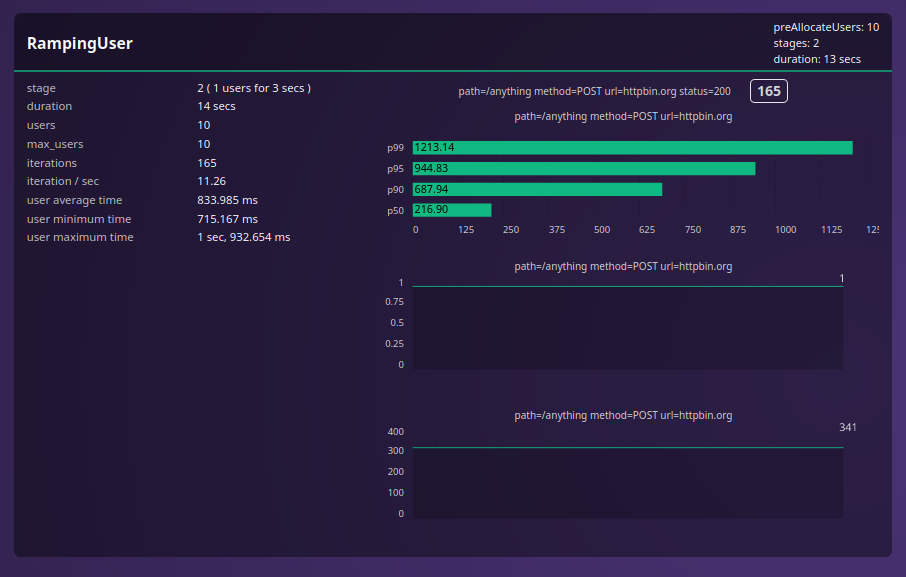 RampingUser
preAllocateUsers: 10
stages: 2
duration: 13 secs
stage 2 ( 1 users for 3 secs )
duration 14 secs
users 10
max_users 10
iterations 165
iteration / sec 11.26
user average time 833.985 ms
user minimum time 715.167 ms
user maximum time 1 sec, 932.654 ms
path=/anything method=POST url=httpbin.org status=200 165
path=/anything method=POST url=httpbin.org
p99 1213.14
p95 944.83
p90 687.94
p50 216.90
0 125 250 375 500 625 750 875 1000 1125 125
path=/anything method=POST url=httpbin.org
1
1
0.75
0.5
0.25
0
path=/anything method=POST url=httpbin.org
341
400
300
200
100
0